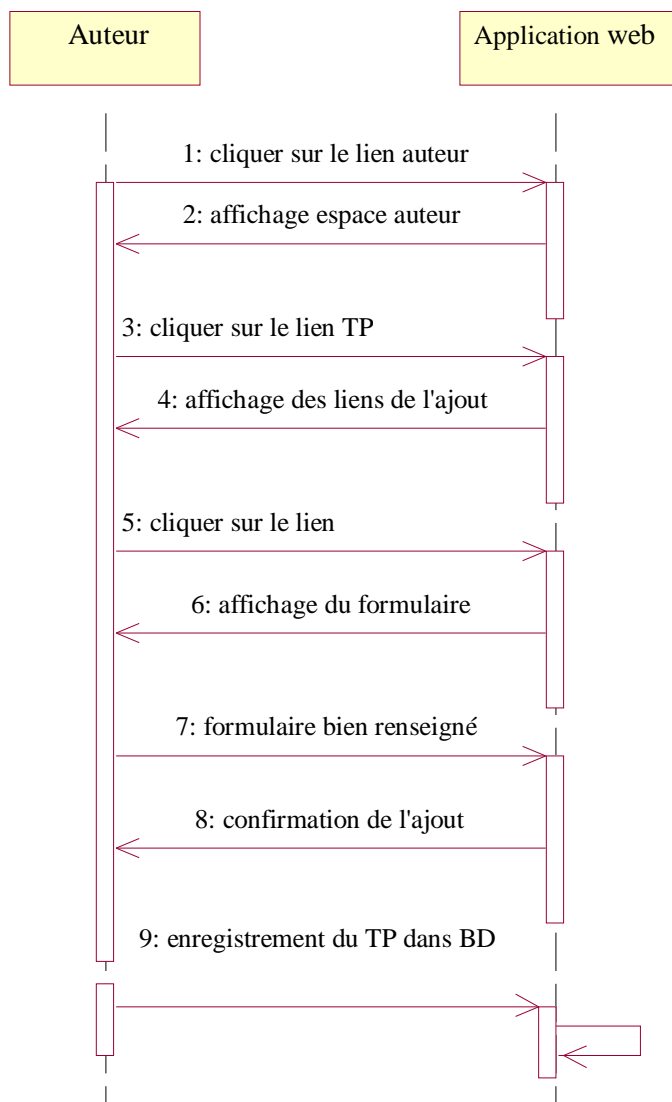 Auteur
Application web
1: cliquer sur le lien auteur
2: affichage espace auteur
3: cliquer sur le lien TP
4: affichage des liens de l'ajout
5: cliquer sur le lien
6: affichage du formulaire
7: formulaire bien renseigné
8: confirmation de l'ajout
9: enregistrement du TP dans BD